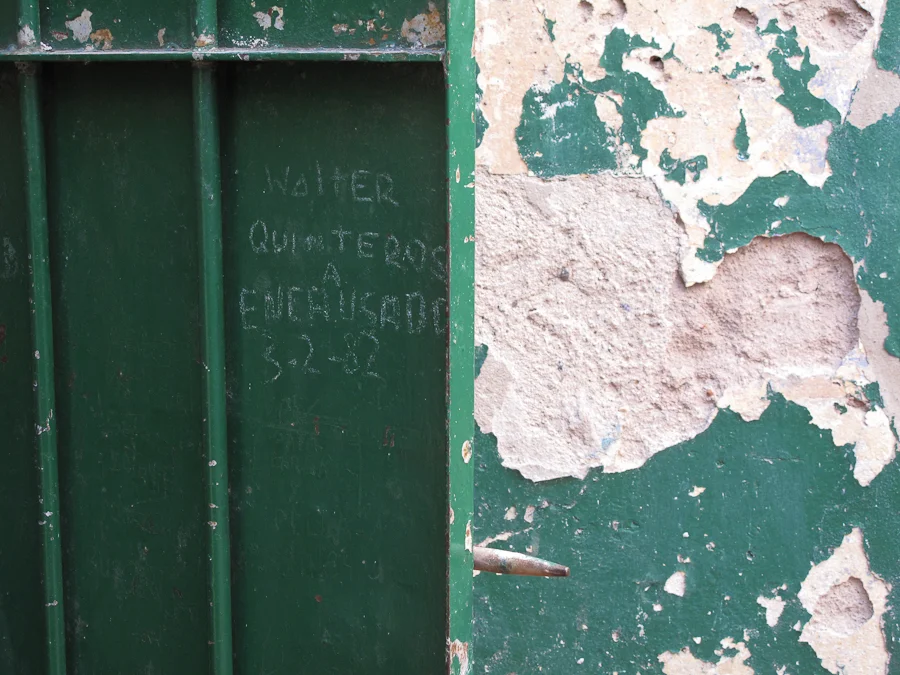 WaltER
QUINTEROS
A
ENCAUSADO
3-2-82